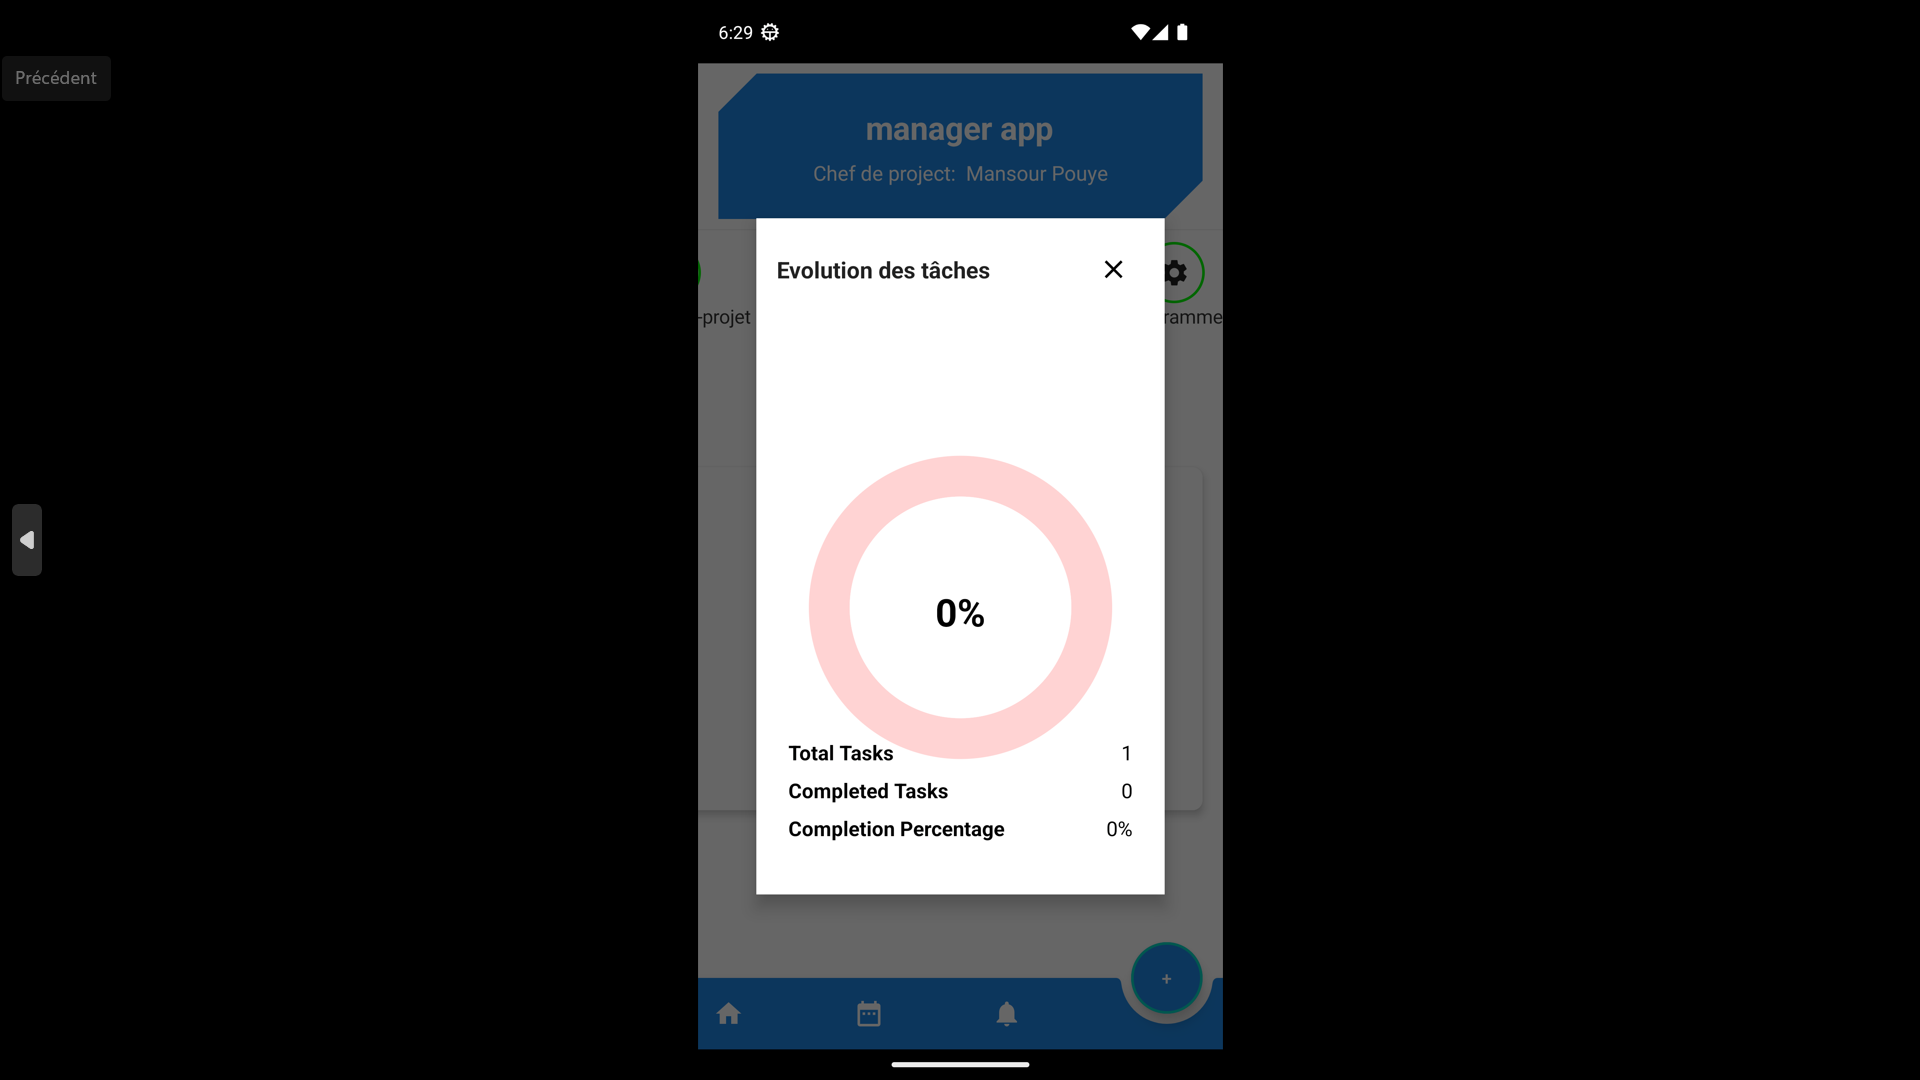 6:29
Précédent
manager app
Chef de project: Mansour Pouye
Evolution des tâches
-projet
ramme
0%
Total Tasks 1
Completed Tasks 0
Completion Percentage 0%
+